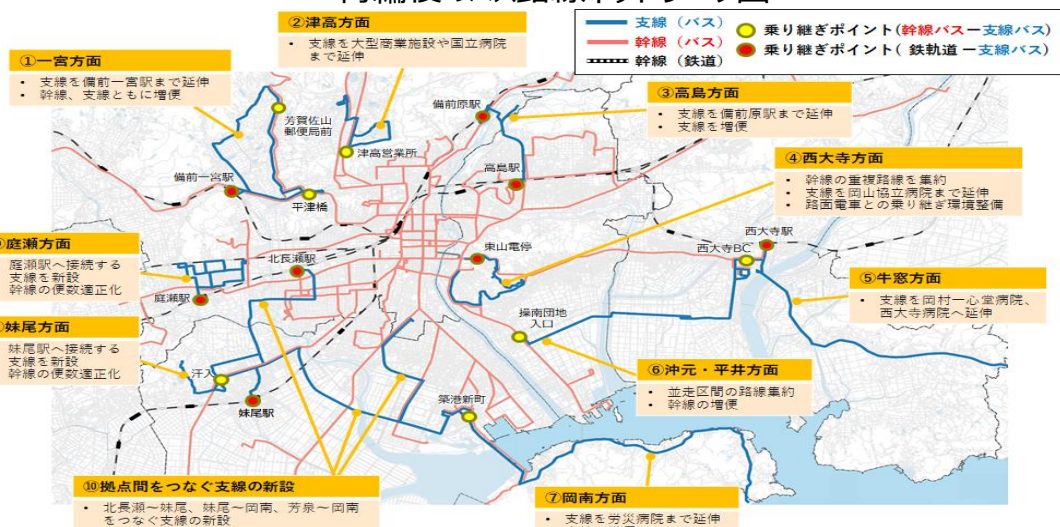 支線（バス）
幹線（バス）
幹線（鉄道）
乗り継ぎポイント(幹線バスー支線バス)
乗り継ぎポイント( 鉄軌道ー支線バス)
②津高方面
• 支線を大型商業施設や国立病院
まで延伸
①一宮方面
• 支線を備前一宮駅まで延伸
• 幹線、支線ともに増便
③高島方面
• 支線を備前原駅まで延伸
• 支線を増便
④西大寺方面
• 幹線の重複路線を集約
• 支線を岡山協立病院まで延伸
• 路面電車との乗り継ぎ環境整備
備前原駅
芳賀佐山
郵便局前
津高営業所
高島駅
備前一宮駅
平津橋
庭瀬方面
庭瀬駅へ接続する
支線を新設
幹線の便数適正化
北長瀬駅
東山電停
西大寺駅
西大寺BC
庭瀬駅
⑤牛窓方面
• 支線を岡村一心堂病院、
西大寺病院へ延伸
妹尾方面
妹尾駅へ接続する
支線を新設
幹線の便数適正化
操南団地
入口
汗入
妹尾駅
築港新町
⑥沖元・平井方面
• 並走区間の路線集約
• 幹線の増便
⑩拠点間をつなぐ支線の新設
• 北長瀬～妹尾、妹尾～岡南、芳泉～岡南
をつなぐ支線の新設
⑦岡南方面
• 支線を労災病院まで延伸